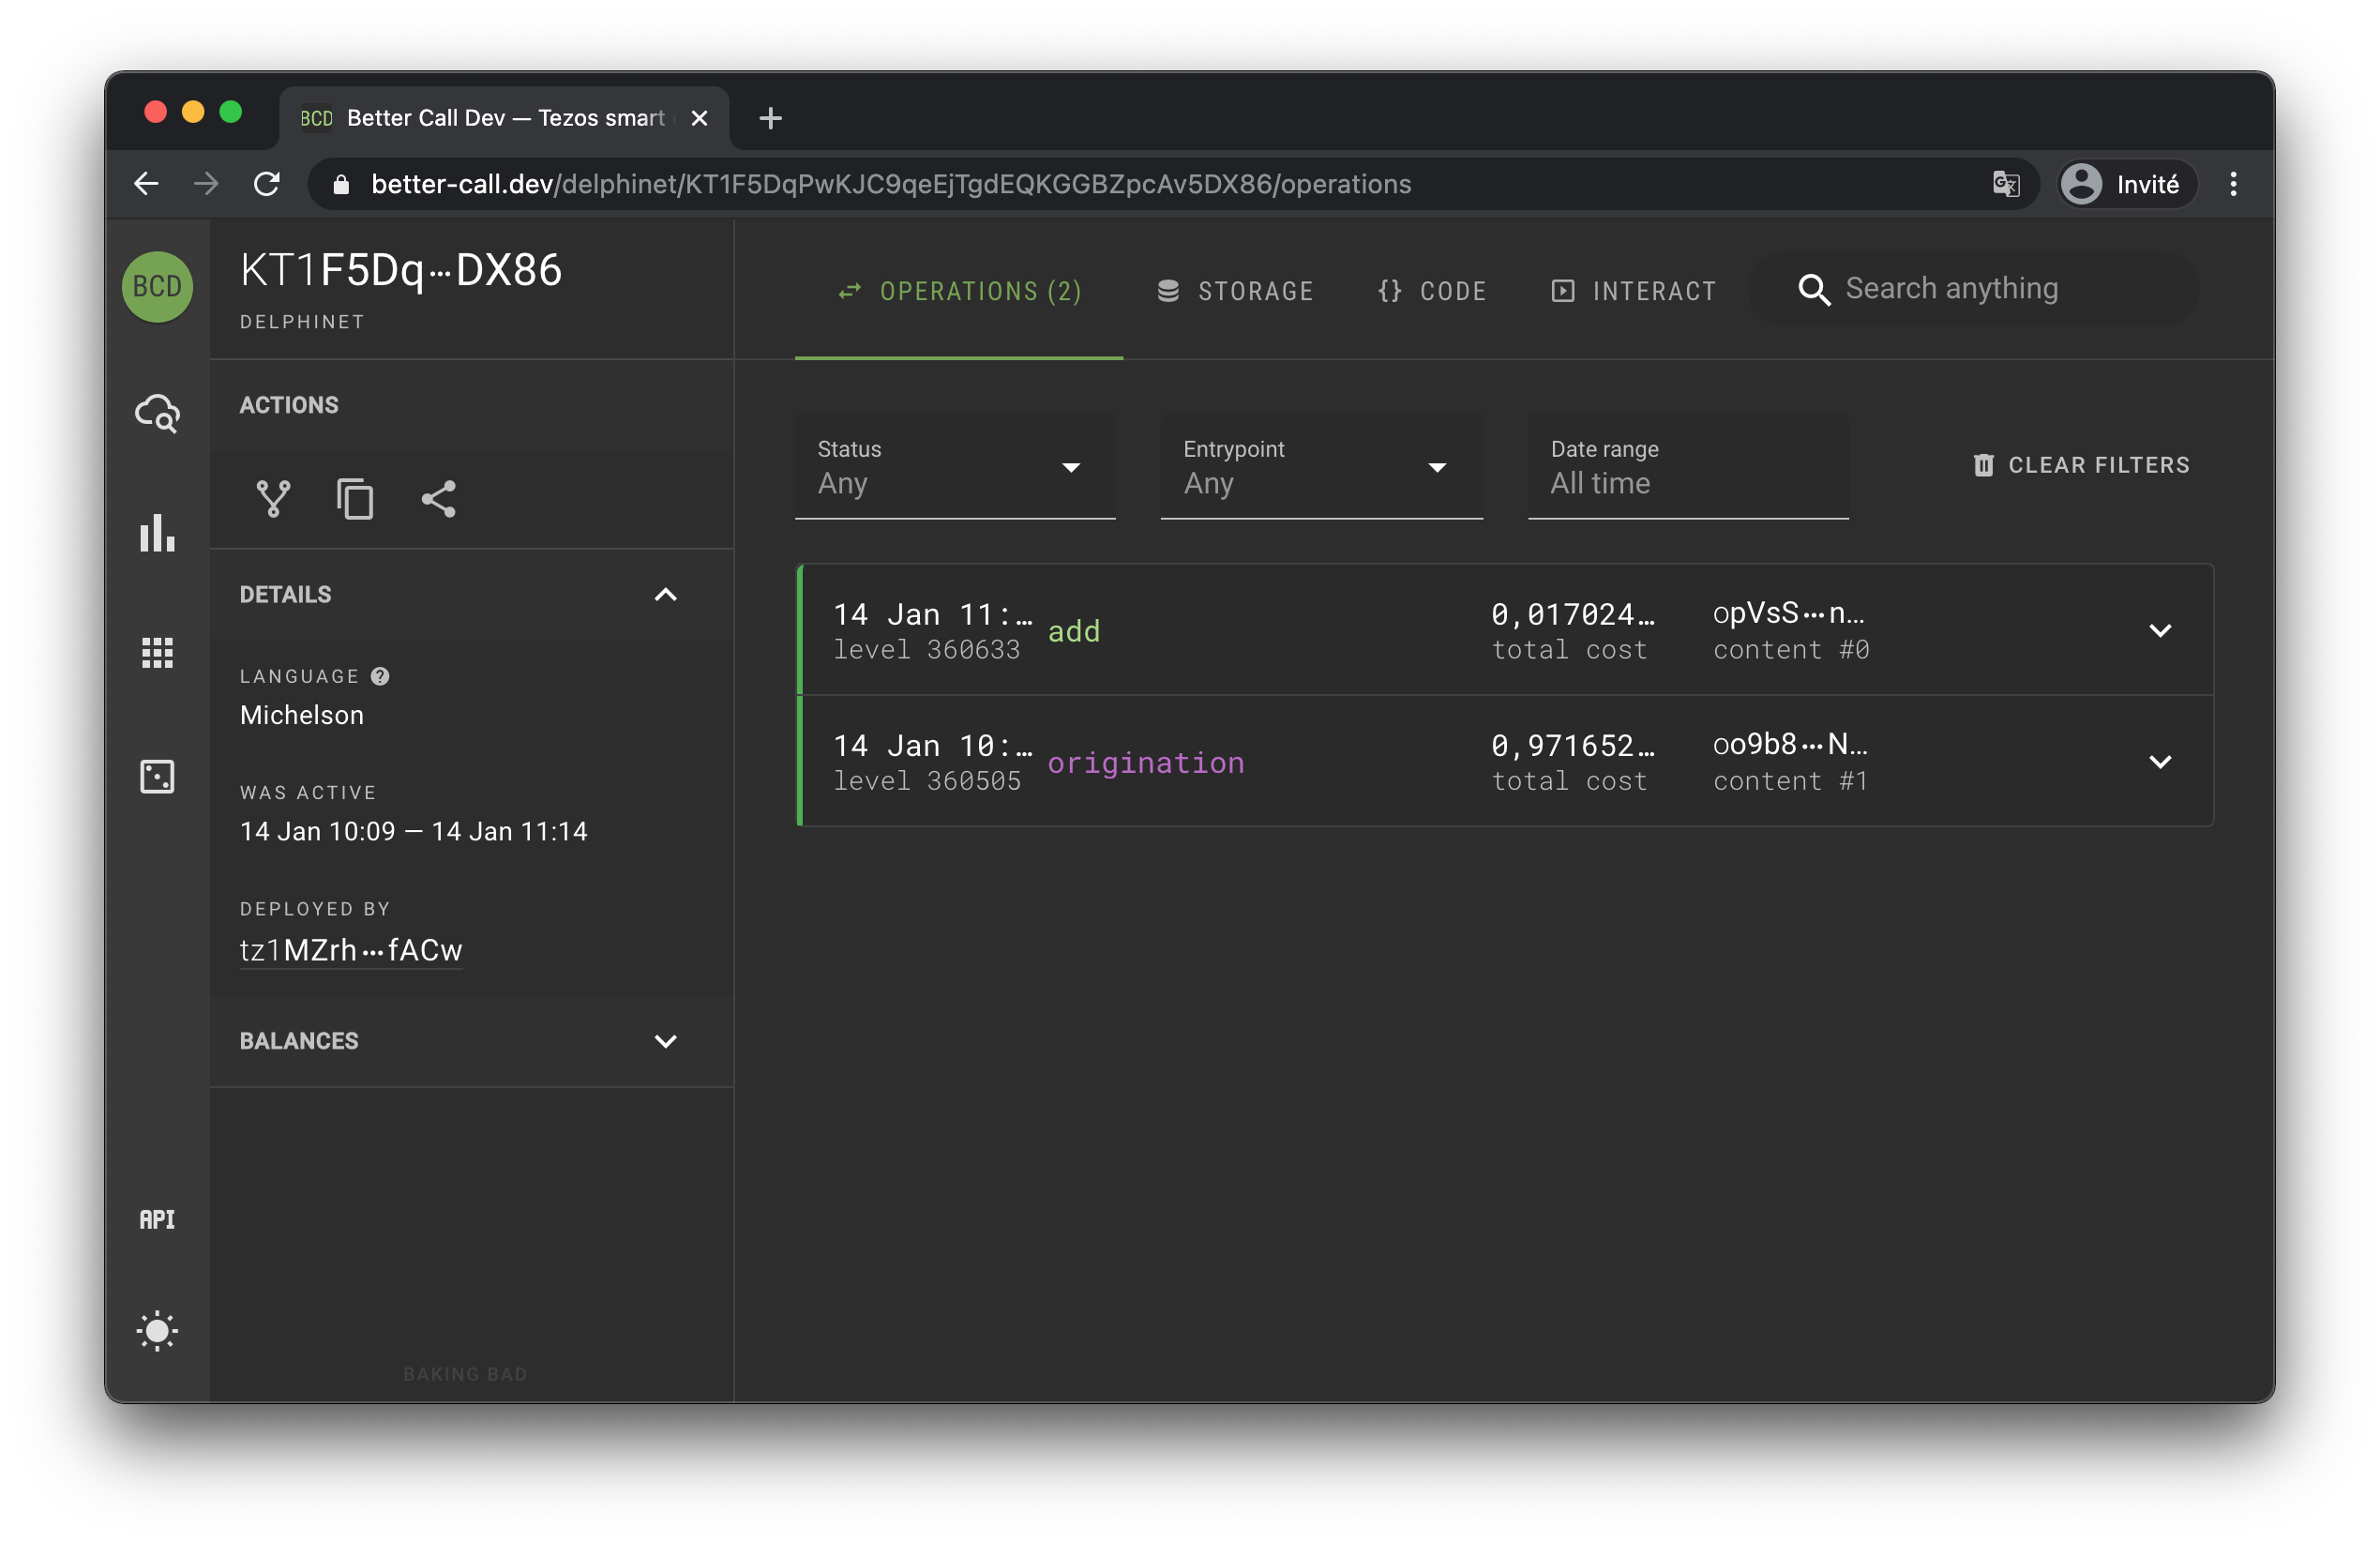 BCD Better Call Dev — Tezos smart
better-call.dev/delphinet/KT1F5DqPwKJC9qeEjTgdEQKGGBZpcAv5DX86/operations
Invité
BCD
KT1F5Dq···DX86
DELPHINET
OPERATIONS (2)
STORAGE
{} CODE
INTERACT
Search anything
ACTIONS
Status
Any
Entrypoint
Any
Date range
All time
CLEAR FILTERS
DETAILS
LANGUAGE ?
Michelson
WAS ACTIVE
14 Jan 10:09 — 14 Jan 11:14
DEPLOYED BY
tz1MZrh···fACw
BALANCES
14 Jan 11:…
level 360633
add
0,017024…
total cost
opVsS···n…
content #0
14 Jan 10:…
level 360505
origination
0,971652…
total cost
oo9b8···N…
content #1
API
BAKING BAD